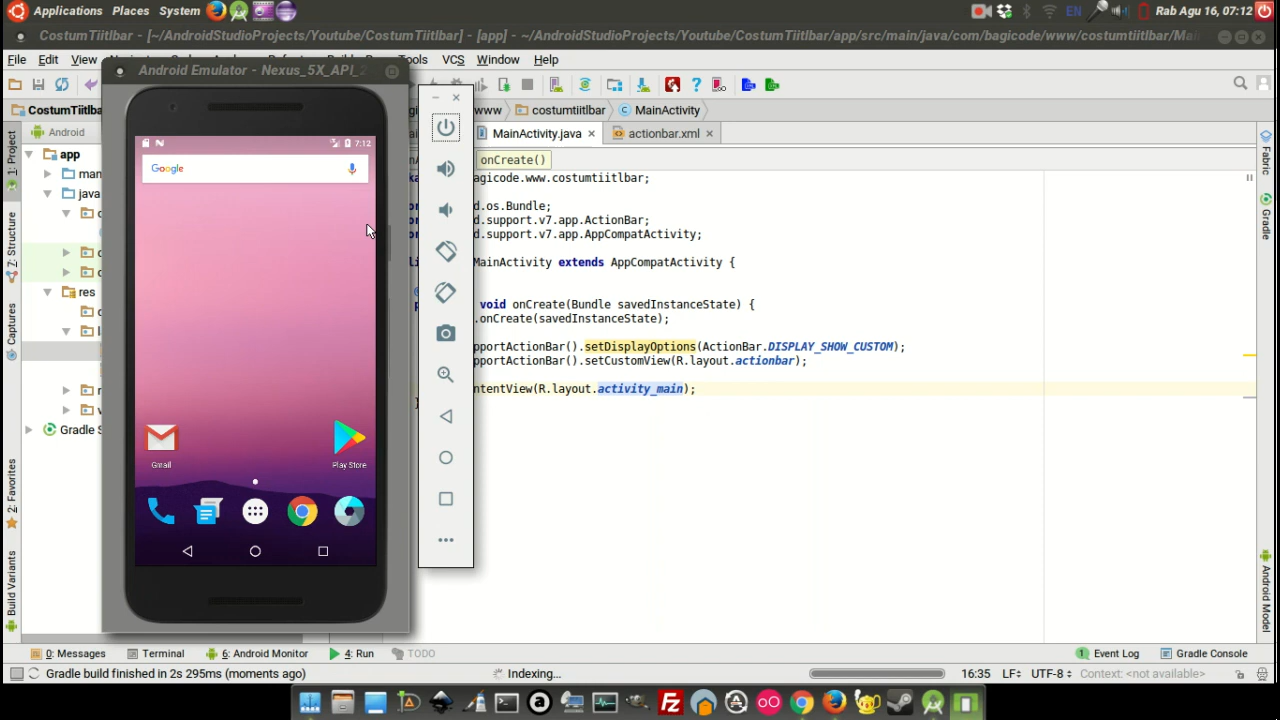 Applications Places System EN Rab Agu 16, 07:12
CostumTiitlbar - [~/AndroidStudioProjects/Youtube/CostumTiitlbar] - [app] - ~/AndroidStudioProjects/Youtube/CostumTiitlbar/app/src/main/java/com/bagicode/www/costumtiitlbar/Mai
File Edit View Tools VCS Window Help
Android Emulator - Nexus_5X_API_2
CostumTiitlbar www costumtiitlbar MainActivity
Android MainActivity.java actionbar.xml
1: Project
7: Structure
Captures
2: Favorites
Build Variants
app
java
res
Gradle S
7:12
Google
Gmail
Play Store
onCreate()
agicode.www.costumtiitlbar;
d.os.Bundle;
d.support.v7.app.ActionBar;
d.support.v7.app.AppCompatActivity;
MainActivity extends AppCompatActivity {
void onCreate(Bundle savedInstanceState) {
.onCreate(savedInstanceState);
pportActionBar().setDisplayOptions(ActionBar.DISPLAY_SHOW_CUSTOM);
pportActionBar().setCustomView(R.layout.actionbar);
ntentView(R.layout.activity_main);
Fabric
Gradle
Android Model
0: Messages Terminal 6: Android Monitor 4: Run TODO 1 Event Log Gradle Console
Gradle build finished in 2s 295ms (moments ago) Indexing... 16:35 LF÷ UTF-8÷ Context: <not available>